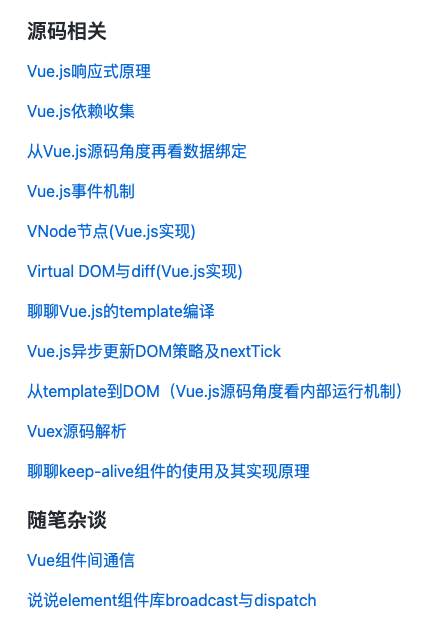 源码相关
Vue.js响应式原理
Vue.js依赖收集
从Vue.js源码角度再看数据绑定
Vue.js事件机制
VNode节点(Vue.js实现)
Virtual DOM与diff(Vue.js实现)
聊聊Vue.js的template编译
Vue.js异步更新DOM策略及nextTick
从template到DOM（Vue.js源码角度看内部运行机制）
Vuex源码解析
聊聊keep-alive组件的使用及其实现原理
随笔杂谈
Vue组件间通信
说说element组件库broadcast与dispatch